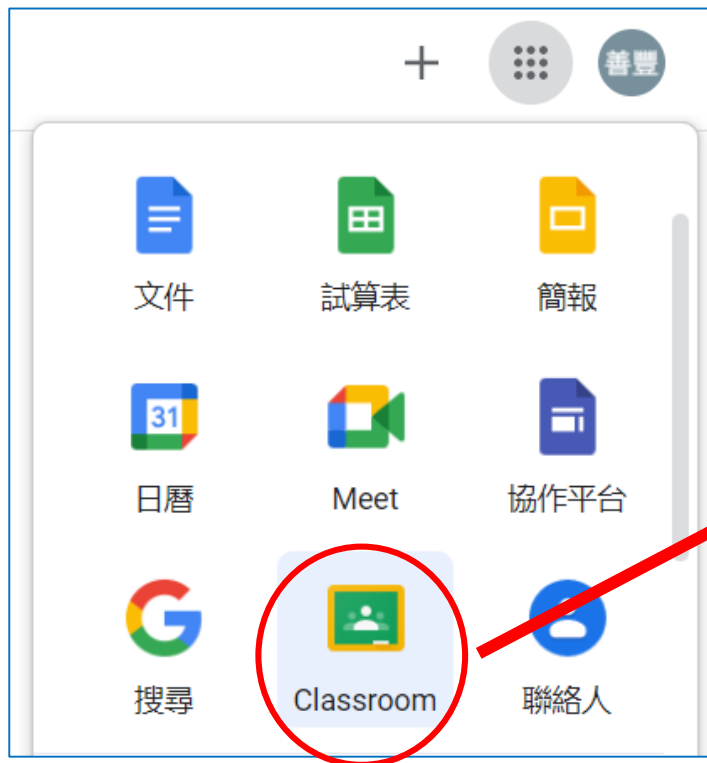 善豐
文件 試算表 簡報
31
日曆 Meet 協作平台
G
搜尋 Classroom 聯絡人